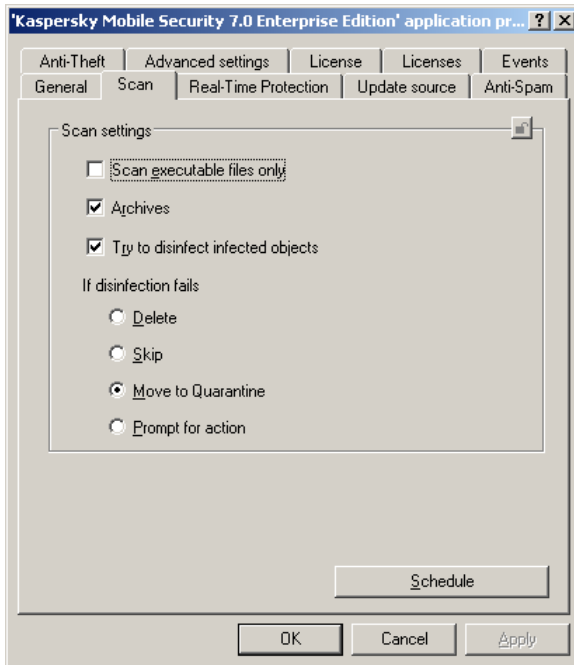 'Kaspersky Mobile Security 7.0 Enterprise Edition' application pr... ? X
Anti-Theft Advanced settings License Licenses Events
General Scan Real-Time Protection Update source Anti-Spam
Scan settings
Scan executable files only
Archives
Try to disinfect infected objects
If disinfection fails
Delete
Skip
Move to Quarantine
Prompt for action
Schedule
OK Cancel Apply